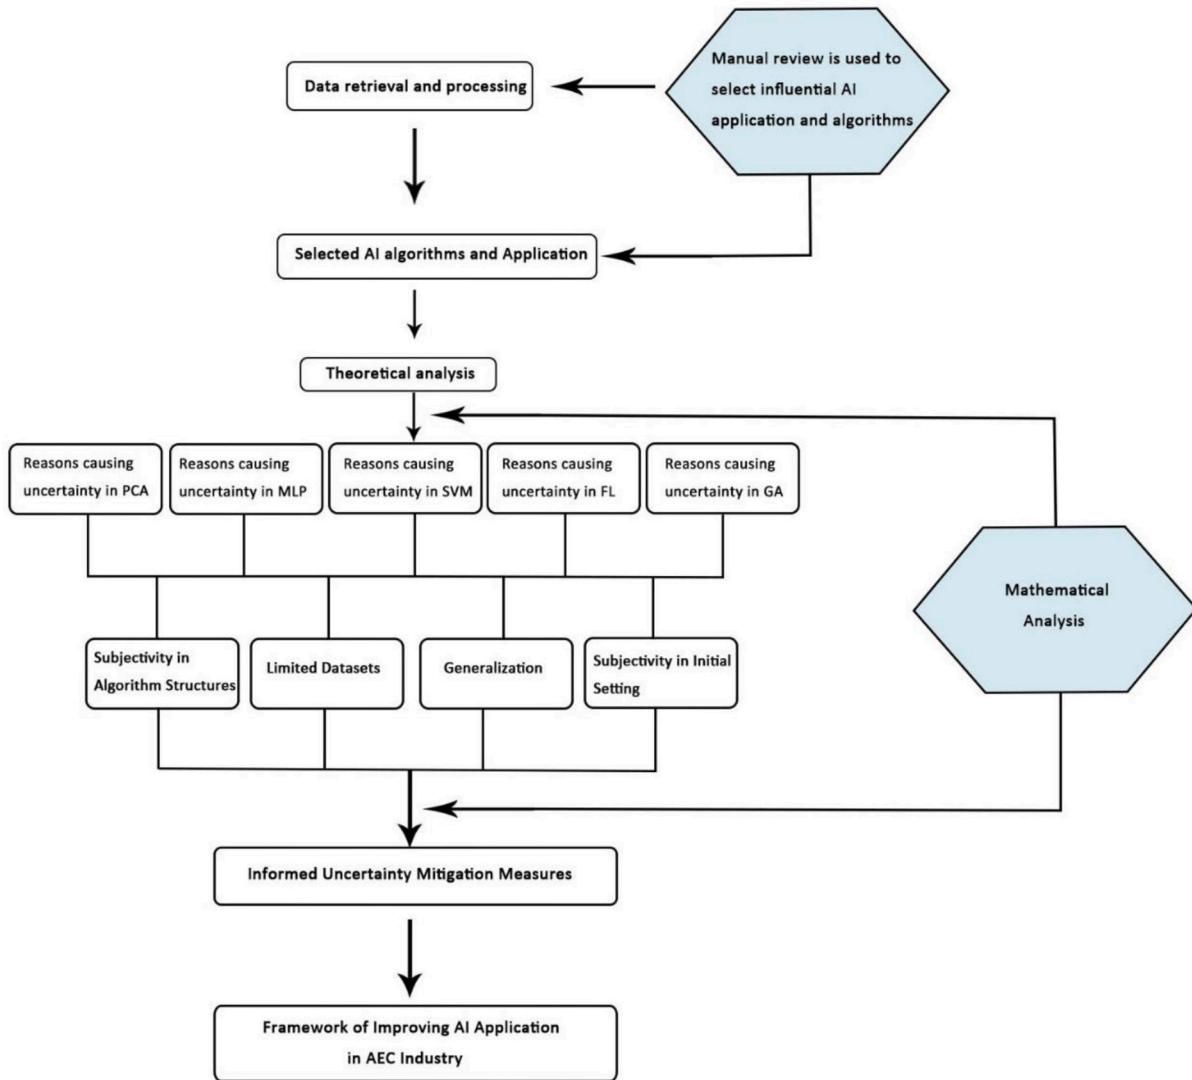 Manual review is used to
select influential AI
application and algorithms
Data retrieval and processing
Selected AI algorithms and Application
Theoretical analysis
Reasons causing
uncertainty in PCA
Reasons causing
uncertainty in MLP
Reasons causing
uncertainty in SVM
Reasons causing
uncertainty in FL
Reasons causing
uncertainty in GA
Mathematical
Analysis
Subjectivity in
Algorithm Structures
Limited Datasets
Generalization
Subjectivity in Initial
Setting
Informed Uncertainty Mitigation Measures
Framework of Improving AI Application
in AEC Industry